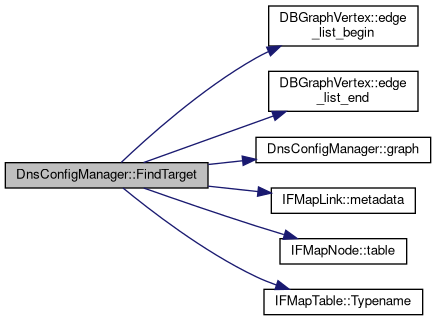 DBGraphVertex::edge
_list_begin
DBGraphVertex::edge
_list_end
DnsConfigManager::graph
DnsConfigManager::FindTarget
IFMapLink::metadata
IFMapNode::table
IFMapTable::Typename